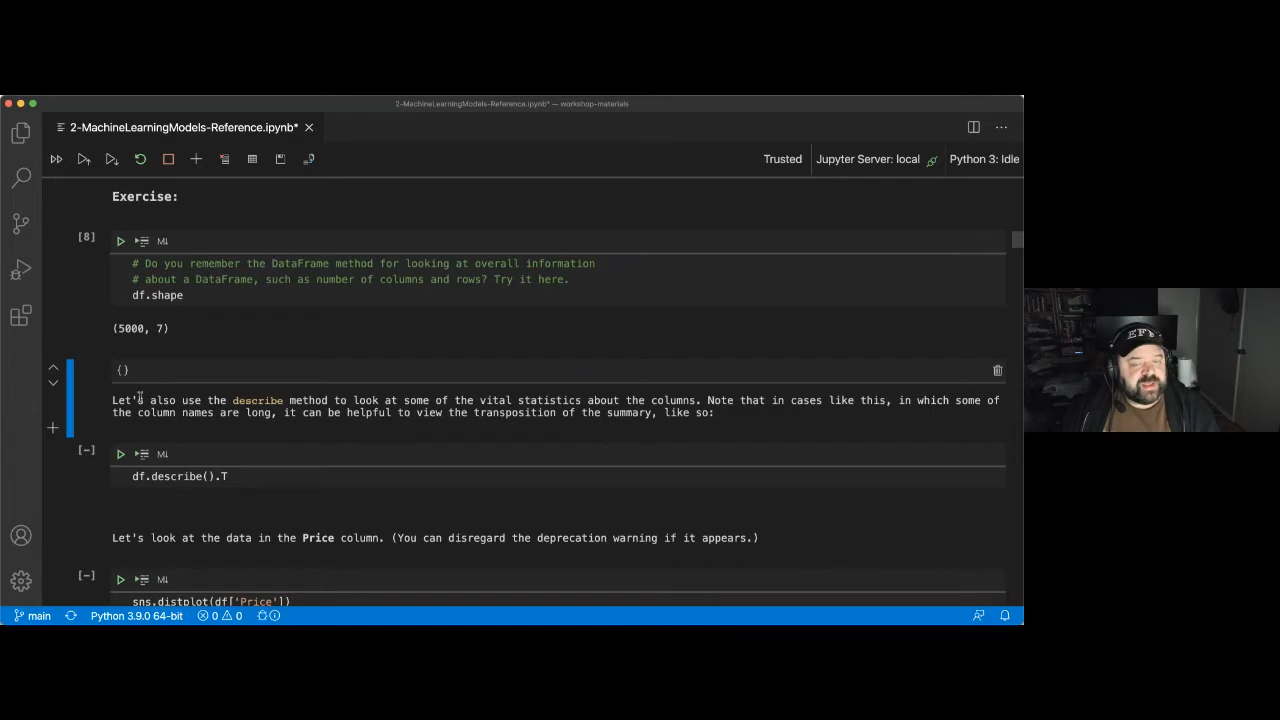 2-MachineLearningModels-Reference.ipynb* — workshop-materials
2-MachineLearningModels-Reference.ipynb*
Trusted
Jupyter Server: local
Python 3: Idle
Exercise:
[8]
M↓
# Do you remember the DataFrame method for looking at overall information
# about a DataFrame, such as number of columns and rows? Try it here.
df.shape
(5000, 7)
{}
Let's also use the describe method to look at some of the vital statistics about the columns. Note that in cases like this, in which some of
the column names are long, it can be helpful to view the transposition of the summary, like so:
[-]
M↓
df.describe().T
Let's look at the data in the Price column. (You can disregard the deprecation warning if it appears.)
[-]
M↓
sns.distplot(df['Price'])
main
Python 3.9.0 64-bit
0
0